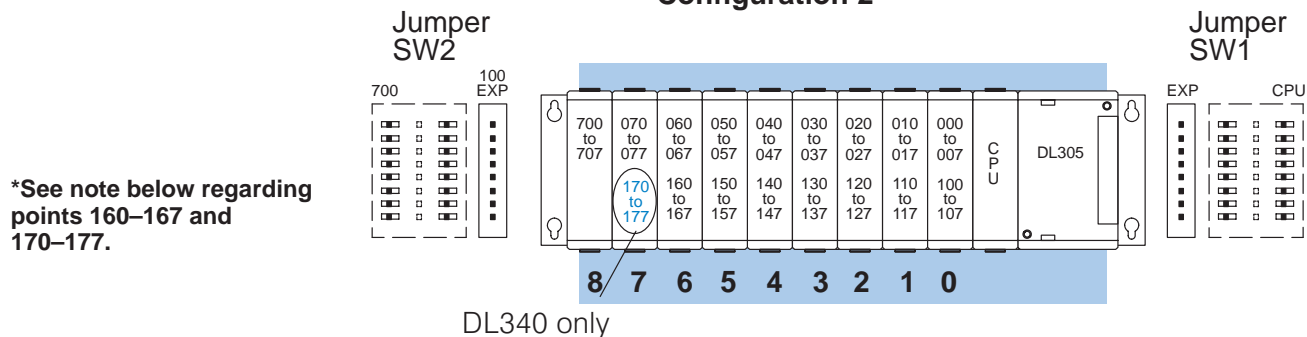 Configuration 2
Jumper
SW2
Jumper
SW1
700
100
EXP
EXP
CPU
700
to
707
070
to
077
060
to
067
050
to
057
040
to
047
030
to
037
020
to
027
010
to
017
000
to
007
C
P
U
DL305
170
to
177
160
to
167
150
to
157
140
to
147
130
to
137
120
to
127
110
to
117
100
to
107
*See note below regarding
points 160–167 and
170–177.
8 7 6 5 4 3 2 1 0
DL340 only